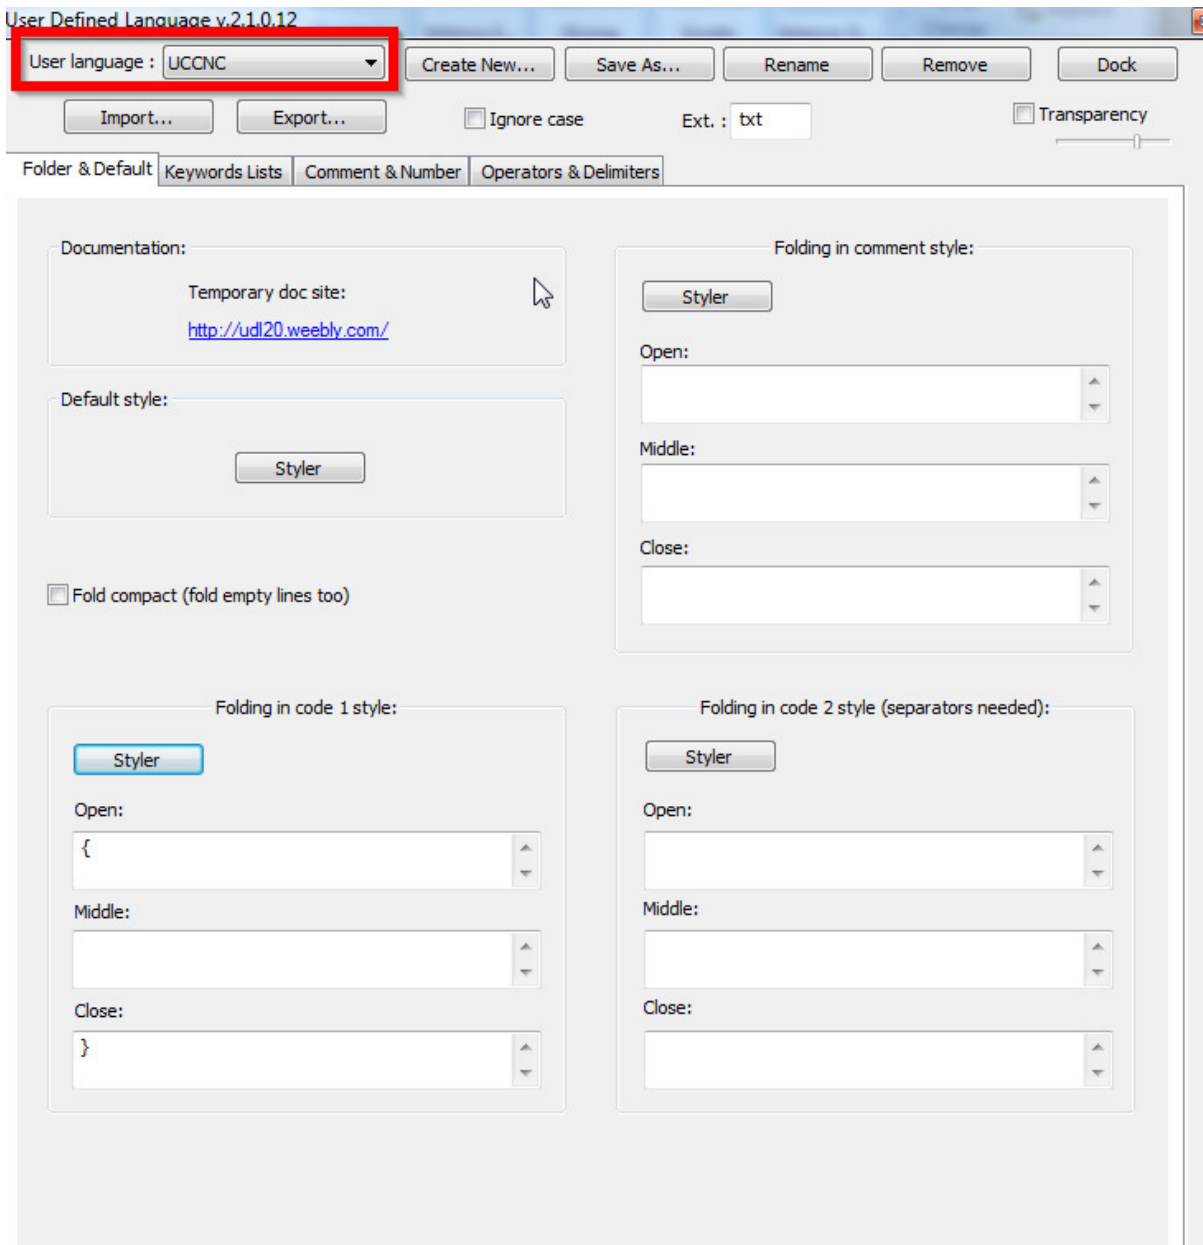 User Defined Language v.2.1.0.12
User language : UCCNC Create New... Save As... Rename Remove Dock
Import... Export... Ignore case Ext. : txt Transparency
Folder & Default Keywords Lists Comment & Number Operators & Delimiters
Documentation:
Temporary doc site:
http://udl20.weebly.com/
Default style:
Styler
Fold compact (fold empty lines too)
Folding in comment style:
Styler
Open:
Middle:
Close:
Folding in code 1 style:
Styler
Open:
{
Middle:
Close:
}
Folding in code 2 style (separators needed):
Styler
Open:
Middle:
Close: